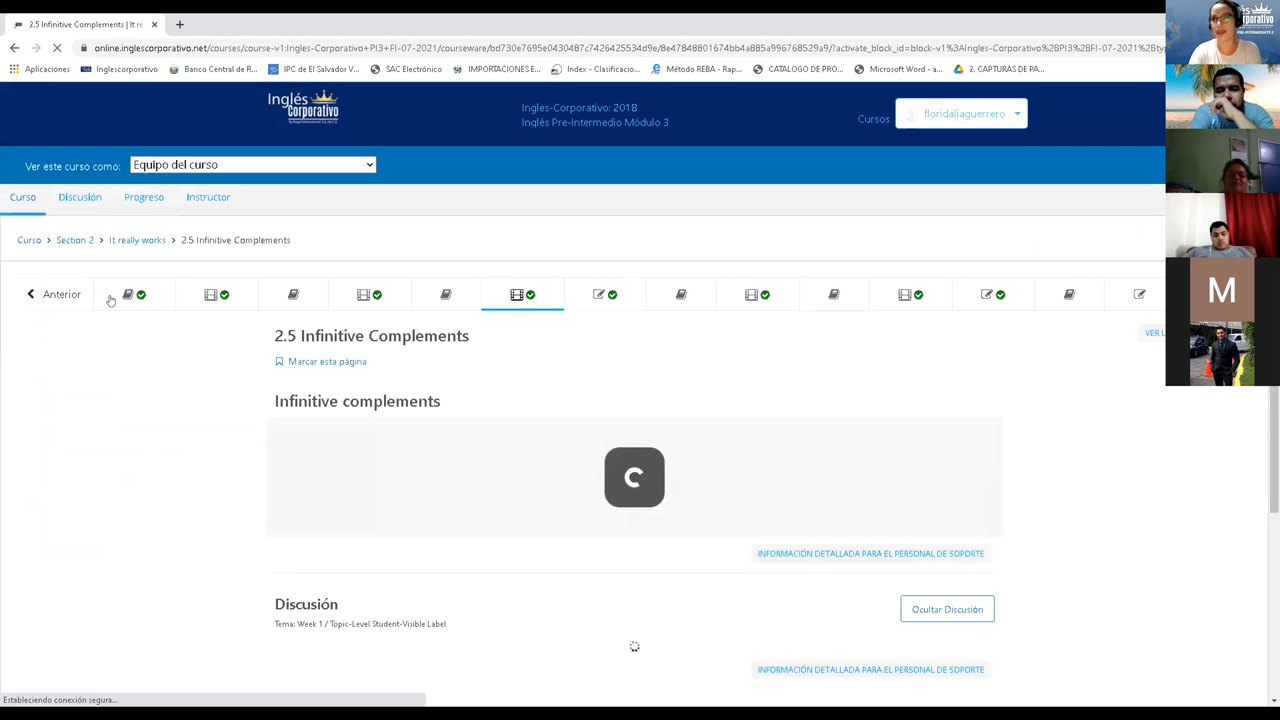 2.5 Infinitive Complements | It re
online.inglescorporativo.net/courses/course-v1:Ingles-Corporativo+PI3+FI-07-2021/courseware/bd730e7695e0430487c7426425534d9e/8e47848801674bb4a885a996768529a9/?activate_block_id=block-v1%3AIngles-Corporativo%2BPI3%2BFI-07-2021%2Bty
Aplicaciones
Inglescorporativo
Banco Central de R...
IPC de El Salvador V...
SAC Electrónico
IMPORTACIONES E...
Index - Clasificacio...
Método REBA - Rap...
CATALOGO DE PRO...
Microsoft Word - a...
2. CAPTURAS DE PA...
Inglés
Corporativo
Ingles-Corporativo: 2018
Inglés Pre-Intermedio Módulo 3
Cursos
floridaliaguerrero
Ver este curso como:
Equipo del curso
Curso
Discusión
Progreso
Instructor
Curso > Section 2 > It really works > 2.5 Infinitive Complements
Anterior
2.5 Infinitive Complements
VER L
Marcar esta página
Infinitive complements
INFORMACIÓN DETALLADA PARA EL PERSONAL DE SOPORTE
Discusión
Ocultar Discusión
Tema: Week 1 / Topic-Level Student-Visible Label
INFORMACIÓN DETALLADA PARA EL PERSONAL DE SOPORTE
Estableciendo conexión segura...
PRE-INTERMEDIATE 3
M